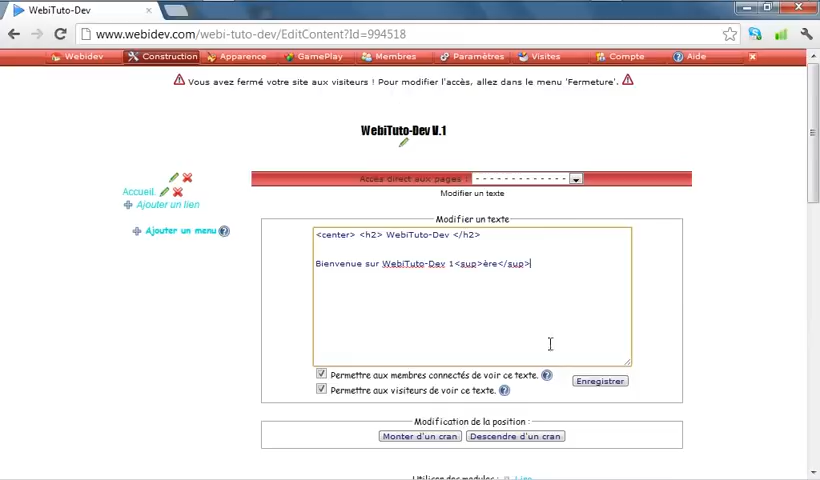 WebiTuto-Dev
www.webidev.com/webi-tuto-dev/EditContent?Id=994518
Webidev Construction Apparence GamePlay Membres Paramètres Visites Compte Aide
Vous avez fermé votre site aux visiteurs ! Pour modifier l'accès, allez dans le menu 'Fermeture'.
WebiTuto-Dev V.1
Accès direct aux pages : - - - - - - - - - - - - -
Accueil
Modifier un texte
Ajouter un lien
Modifier un texte
Ajouter un menu
<center> <h2> WebiTuto-Dev </h2>
Bienvenue sur WebiTuto-Dev 1<sup>ère</sup>
Permettre aux membres connectés de voir ce texte.
Enregistrer
Permettre aux visiteurs de voir ce texte.
Modification de la position :
Monter d'un cran Descendre d'un cran
Utiliser des modules : Lien